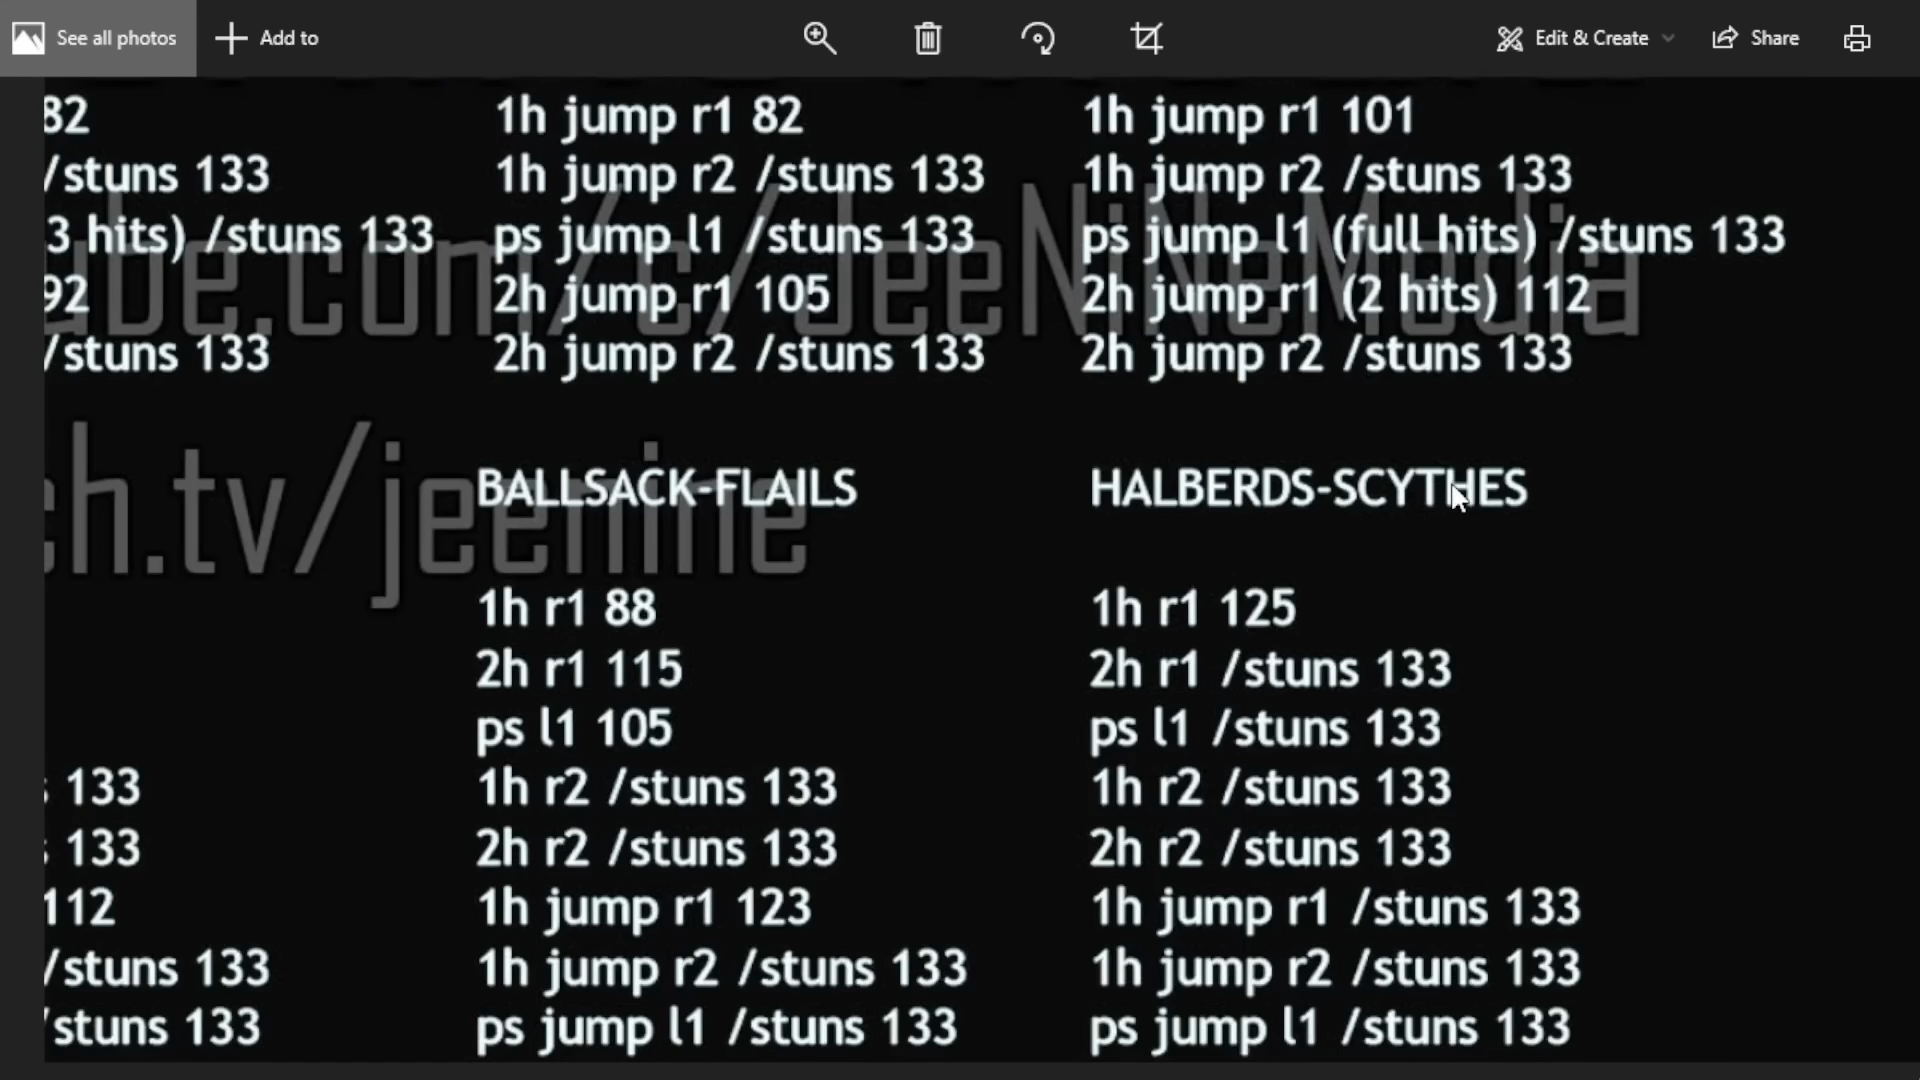 See all photos
Add to
Edit & Create
Share
82
1h jump r1 82
1h jump r1 101
/stuns 133
1h jump r2 /stuns 133
1h jump r2 /stuns 133
3 hits) /stuns 133
ps jump l1 /stuns 133
ps jump l1 (full hits) /stuns 133
ube.com/c/JeeNiNeMedia
92
2h jump r1 105
2h jump r1 (2 hits) 112
/stuns 133
2h jump r2 /stuns 133
2h jump r2 /stuns 133
ch.tv/jeenine
BALLSACK-FLAILS
HALBERDS-SCYTHES
1h r1 88
1h r1 125
2h r1 115
2h r1 /stuns 133
ps l1 105
ps l1 /stuns 133
s 133
1h r2 /stuns 133
1h r2 /stuns 133
s 133
2h r2 /stuns 133
2h r2 /stuns 133
112
1h jump r1 123
1h jump r1 /stuns 133
/stuns 133
1h jump r2 /stuns 133
1h jump r2 /stuns 133
/stuns 133
ps jump l1 /stuns 133
ps jump l1 /stuns 133